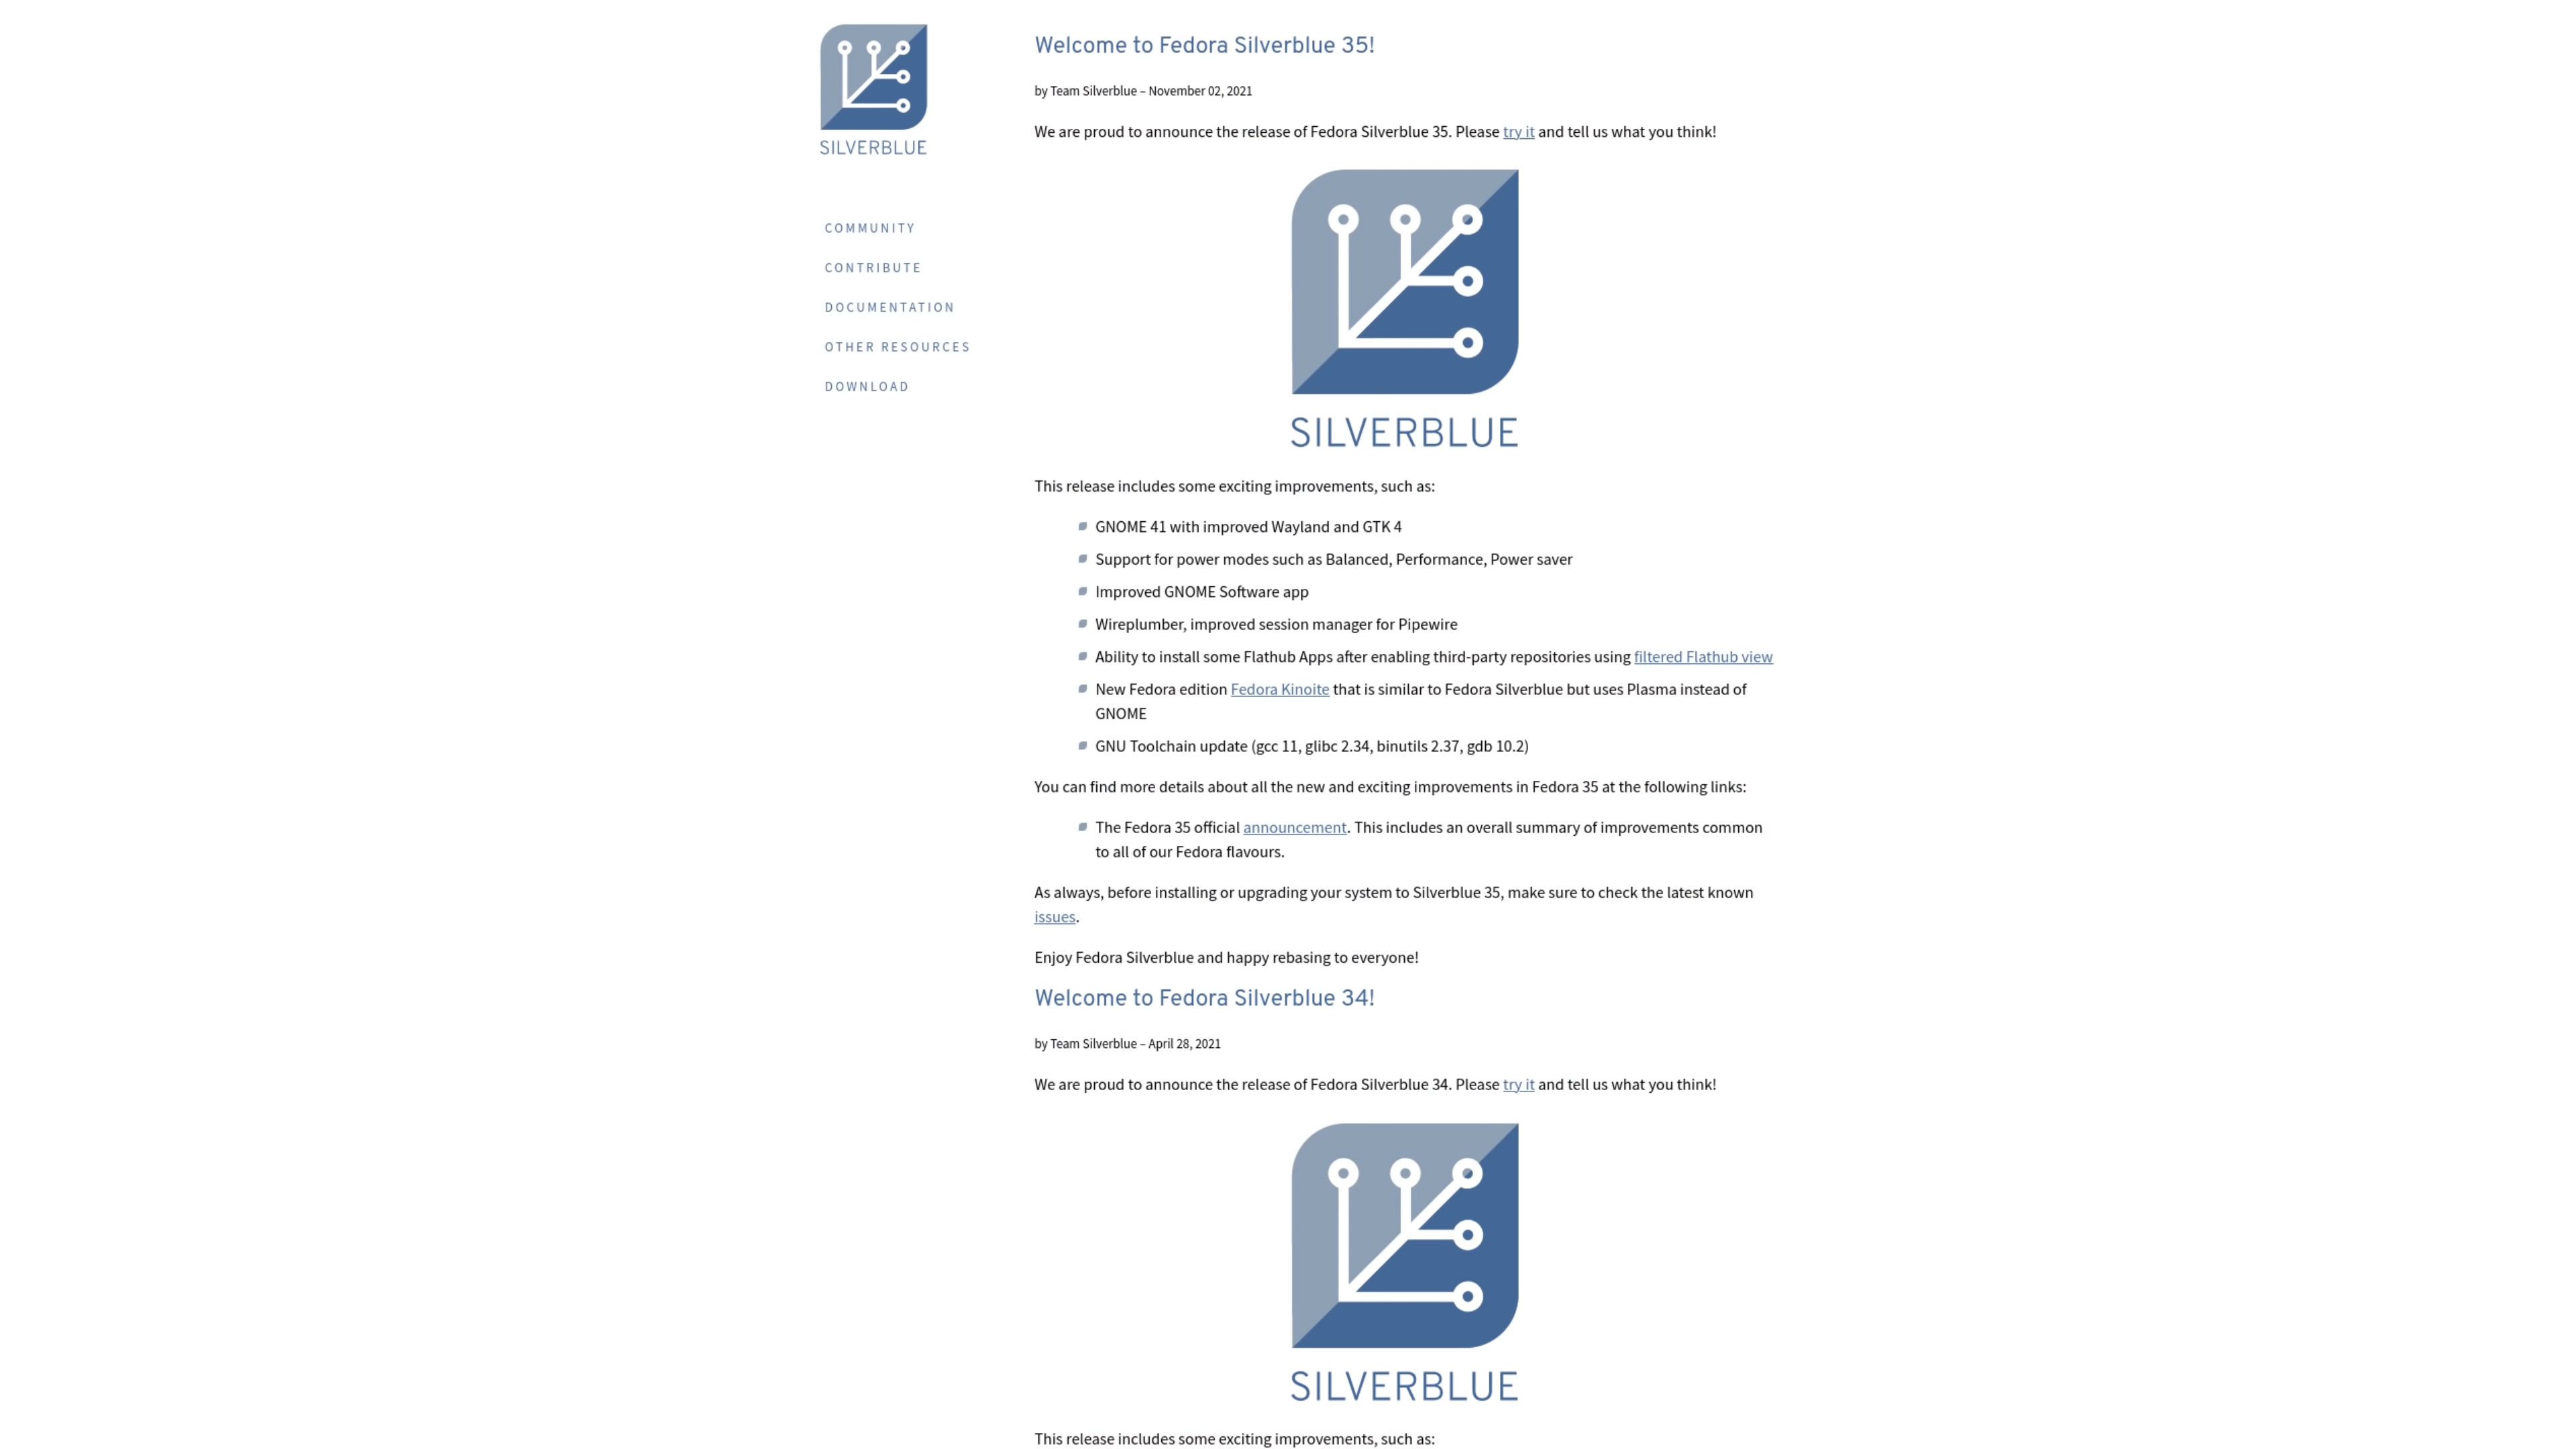 SILVERBLUE
COMMUNITY
CONTRIBUTE
DOCUMENTATION
OTHER RESOURCES
DOWNLOAD
Welcome to Fedora Silverblue 35!
by Team Silverblue – November 02, 2021
We are proud to announce the release of Fedora Silverblue 35. Please try it and tell us what you think!
SILVERBLUE
This release includes some exciting improvements, such as:
GNOME 41 with improved Wayland and GTK 4
Support for power modes such as Balanced, Performance, Power saver
Improved GNOME Software app
Wireplumber, improved session manager for Pipewire
Ability to install some Flathub Apps after enabling third-party repositories using filtered Flathub view
New Fedora edition Fedora Kinoite that is similar to Fedora Silverblue but uses Plasma instead of
GNOME
GNU Toolchain update (gcc 11, glibc 2.34, binutils 2.37, gdb 10.2)
You can find more details about all the new and exciting improvements in Fedora 35 at the following links:
The Fedora 35 official announcement. This includes an overall summary of improvements common
to all of our Fedora flavours.
As always, before installing or upgrading your system to Silverblue 35, make sure to check the latest known
issues.
Enjoy Fedora Silverblue and happy rebasing to everyone!
Welcome to Fedora Silverblue 34!
by Team Silverblue – April 28, 2021
We are proud to announce the release of Fedora Silverblue 34. Please try it and tell us what you think!
SILVERBLUE
This release includes some exciting improvements, such as: